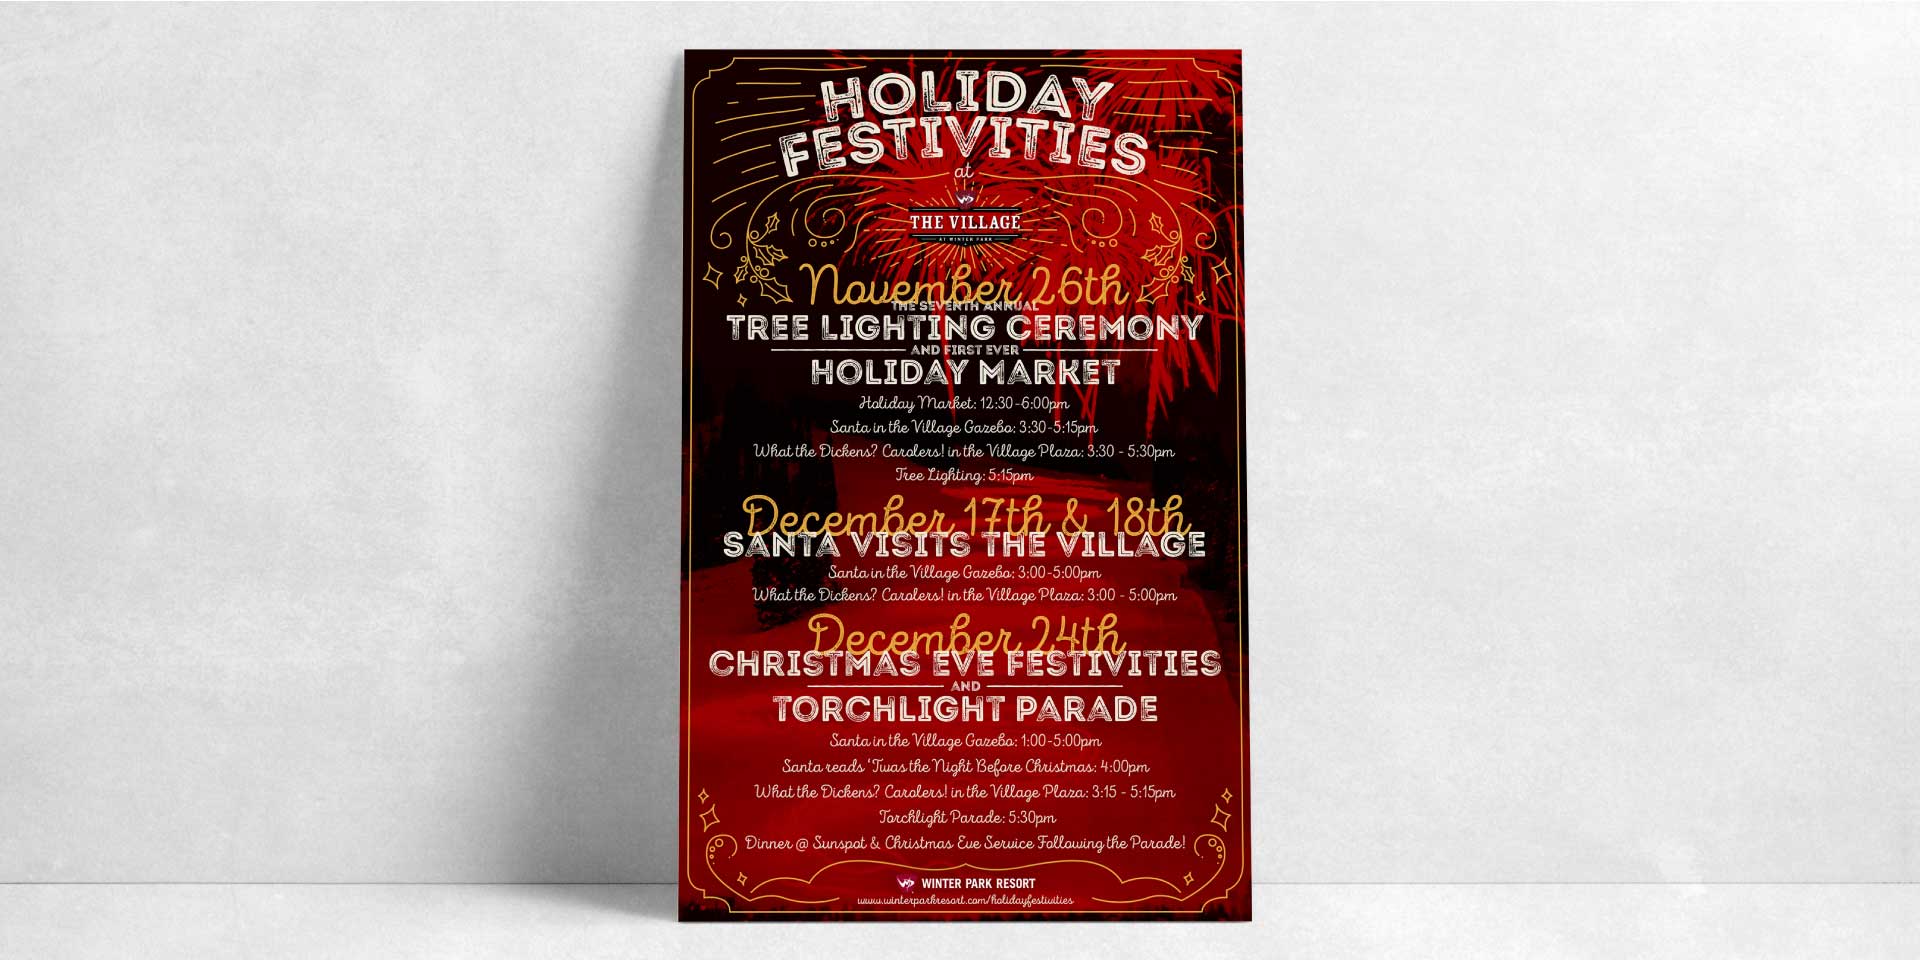 HOLIDAY
FESTIVITIES
at
THE VILLAGE
AT WINTER PARK
November 26th
THE SEVENTH ANNUAL
TREE LIGHTING CEREMONY
AND FIRST EVER
HOLIDAY MARKET
Holiday Market: 12:30-6:00pm
Santa in the Village Gazebo: 3:30-5:15pm
What the Dickens? Carolers! in the Village Plaza: 3:30 - 5:30pm
Tree Lighting: 5:15pm
December 17th & 18th
SANTA VISITS THE VILLAGE
Santa in the Village Gazebo: 3:00-5:00pm
What the Dickens? Carolers! in the Village Plaza: 3:00 - 5:00pm
December 24th
CHRISTMAS EVE FESTIVITIES
AND
TORCHLIGHT PARADE
Santa in the Village Gazebo: 1:00-5:00pm
Santa reads 'Twas the Night Before Christmas: 4:00pm
What the Dickens? Carolers! in the Village Plaza: 3:15 - 5:15pm
Torchlight Parade: 5:30pm
Dinner @ Sunspot & Christmas Eve Service Following the Parade!
WINTER PARK RESORT
www.winterparkresort.com/holidayfestivities